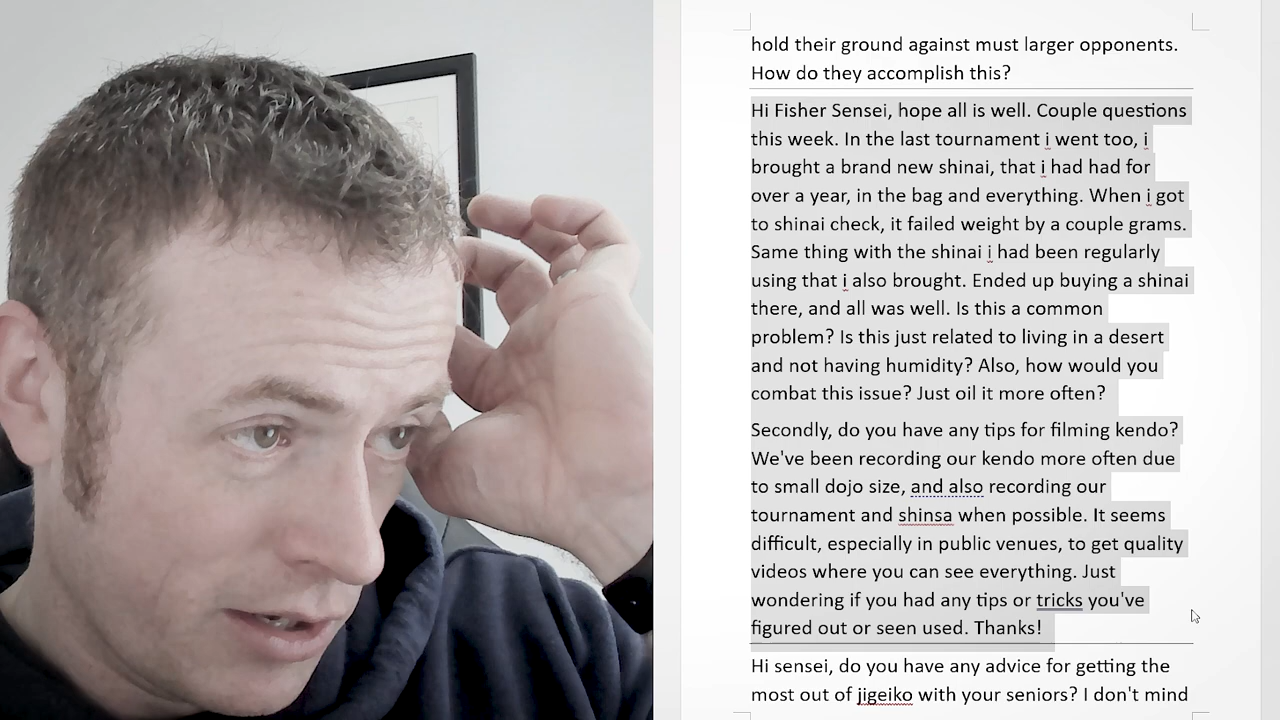 hold their ground against must larger opponents.
How do they accomplish this?
Hi Fisher Sensei, hope all is well. Couple questions
this week. In the last tournament i went too, i
brought a brand new shinai, that i had had for
over a year, in the bag and everything. When i got
to shinai check, it failed weight by a couple grams.
Same thing with the shinai i had been regularly
using that i also brought. Ended up buying a shinai
there, and all was well. Is this a common
problem? Is this just related to living in a desert
and not having humidity? Also, how would you
combat this issue? Just oil it more often?
Secondly, do you have any tips for filming kendo?
We've been recording our kendo more often due
to small dojo size, and also recording our
tournament and shinsa when possible. It seems
difficult, especially in public venues, to get quality
videos where you can see everything. Just
wondering if you had any tips or tricks you've
figured out or seen used. Thanks!
Hi sensei, do you have any advice for getting the
most out of jigeiko with your seniors? I don't mind